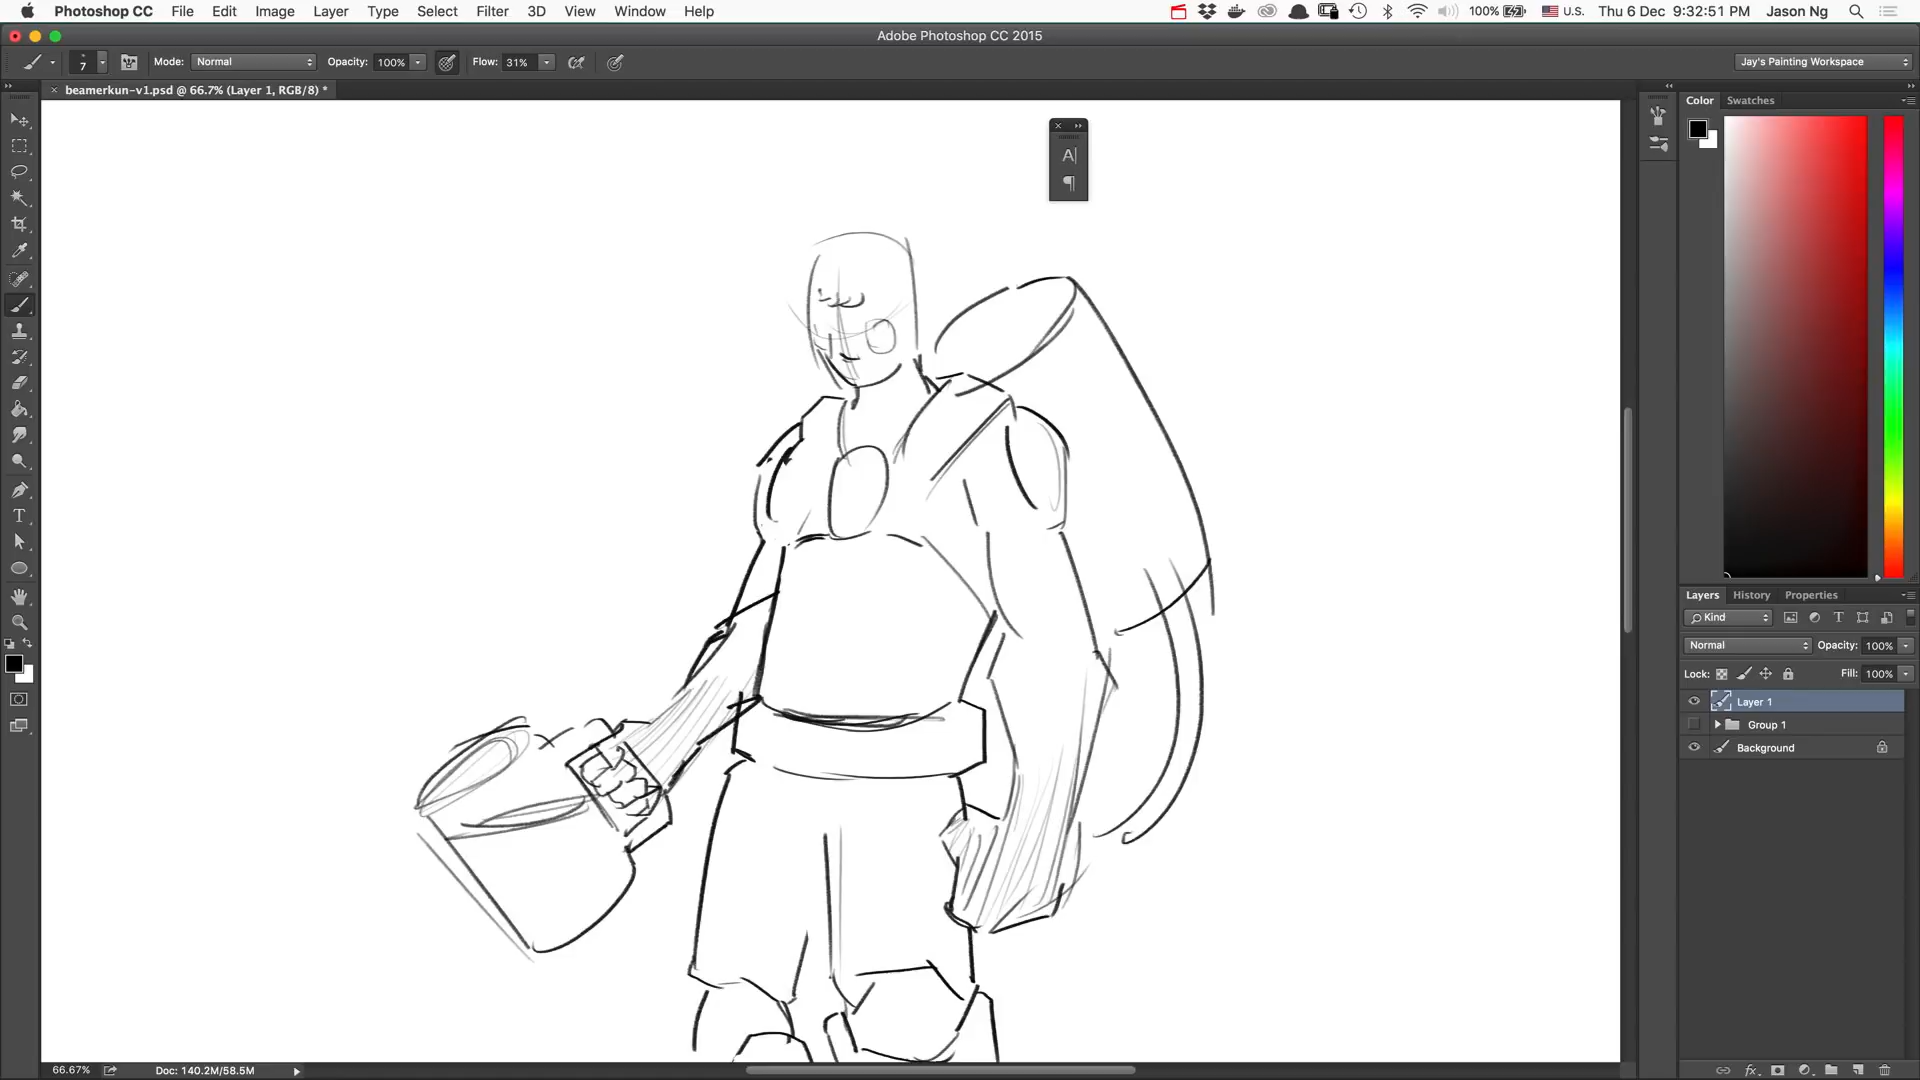 Photoshop CC File Edit Image Layer Type Select Filter 3D View Window Help 100% U.S. Thu 6 Dec 9:32:51 PM Jason Ng
Adobe Photoshop CC 2015
7 Mode: Normal Opacity: 100% Flow: 31% Jay's Painting Workspace
beamerkun-v1.psd @ 66.7% (Layer 1, RGB/8) *
Color Swatches
Layers History Properties
Kind
Normal Opacity: 100%
Lock: Fill: 100%
Layer 1
Group 1
Background
66.67% Doc: 140.2M/58.5M